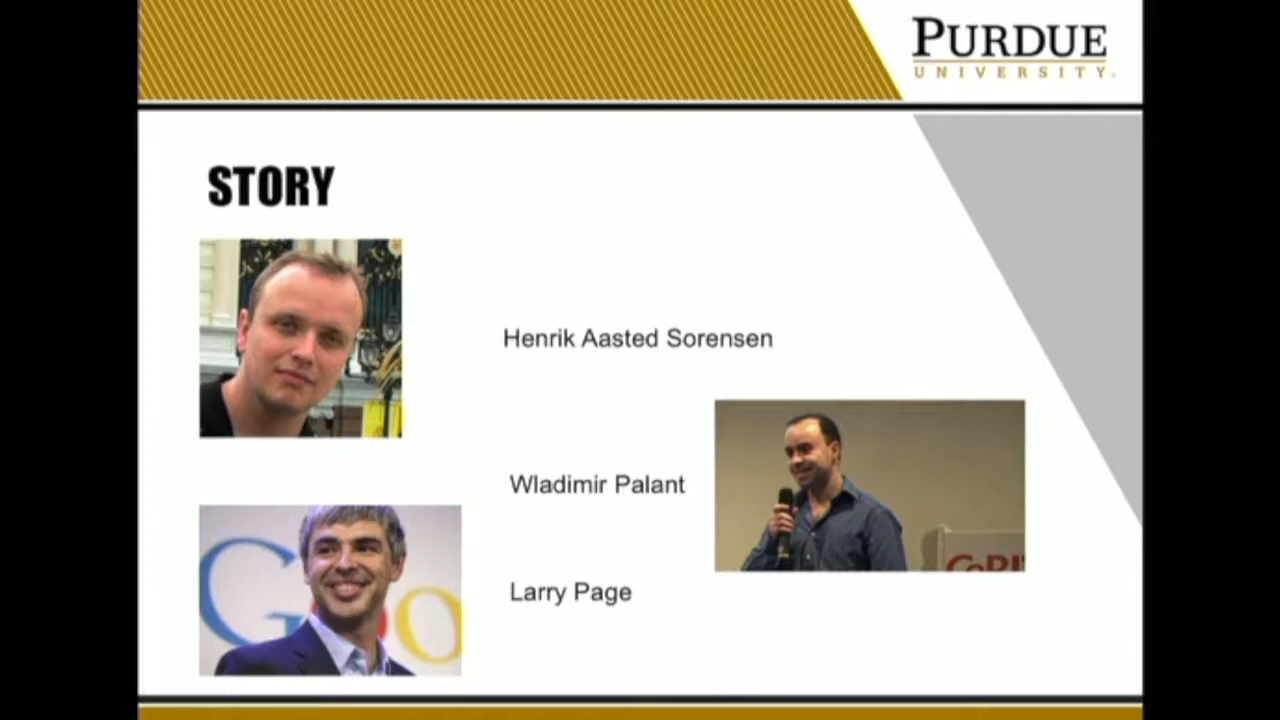 PURDUE
UNIVERSITY
STORY
Henrik Aasted Sorensen
Wladimir Palant
Larry Page